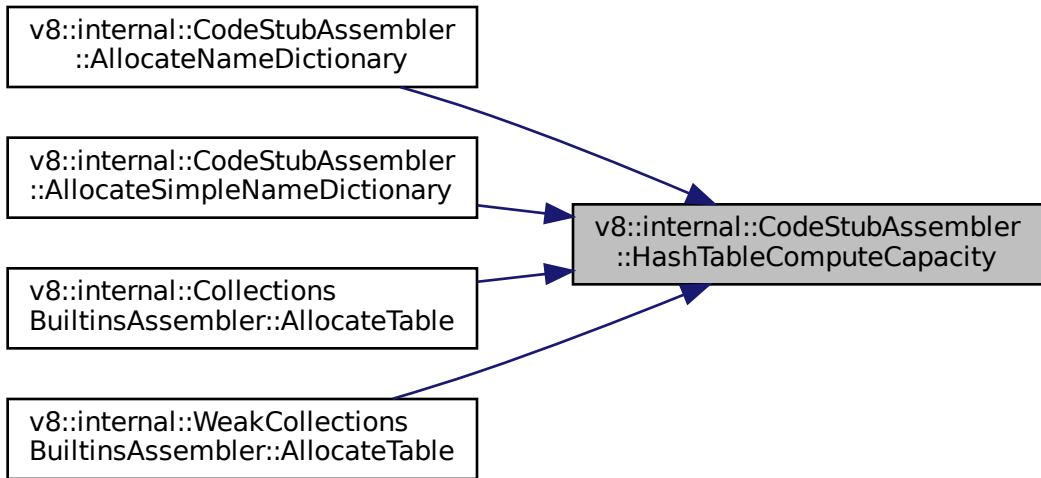 v8::internal::CodeStubAssembler
::AllocateNameDictionary
v8::internal::CodeStubAssembler
::AllocateSimpleNameDictionary
v8::internal::CodeStubAssembler
::HashTableComputeCapacity
v8::internal::Collections
BuiltinsAssembler::AllocateTable
v8::internal::WeakCollections
BuiltinsAssembler::AllocateTable